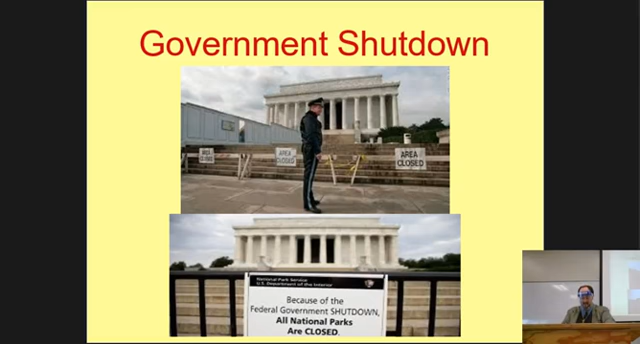 Government Shutdown
AREA
CLOSED
AREA
CLOSED
AREA
CLOSED
National Park Service
U.S. Department of the Interior
Because of the
Federal Government SHUTDOWN,
All National Parks
Are CLOSED.